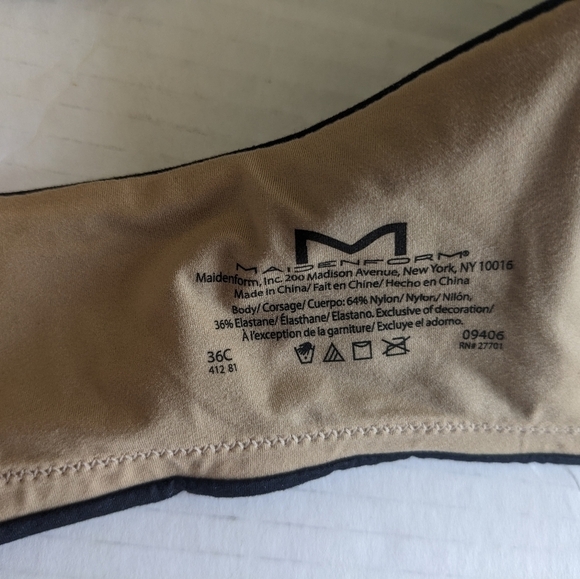 M
MAIDENFORM®
Maidenform, Inc. 200 Madison Avenue, New York, NY 10016
Made in China/ Fait en Chine/ Hecho en China
Body/ Corsage/ Cuerpo: 64% Nylon/ Nylon/ Nilón,
36% Elastane/ Élasthane/ Elastano. Exclusive of decoration/
À l'exception de la garniture/ Excluye el adorno.
36C
412 81
09406
RN# 27701